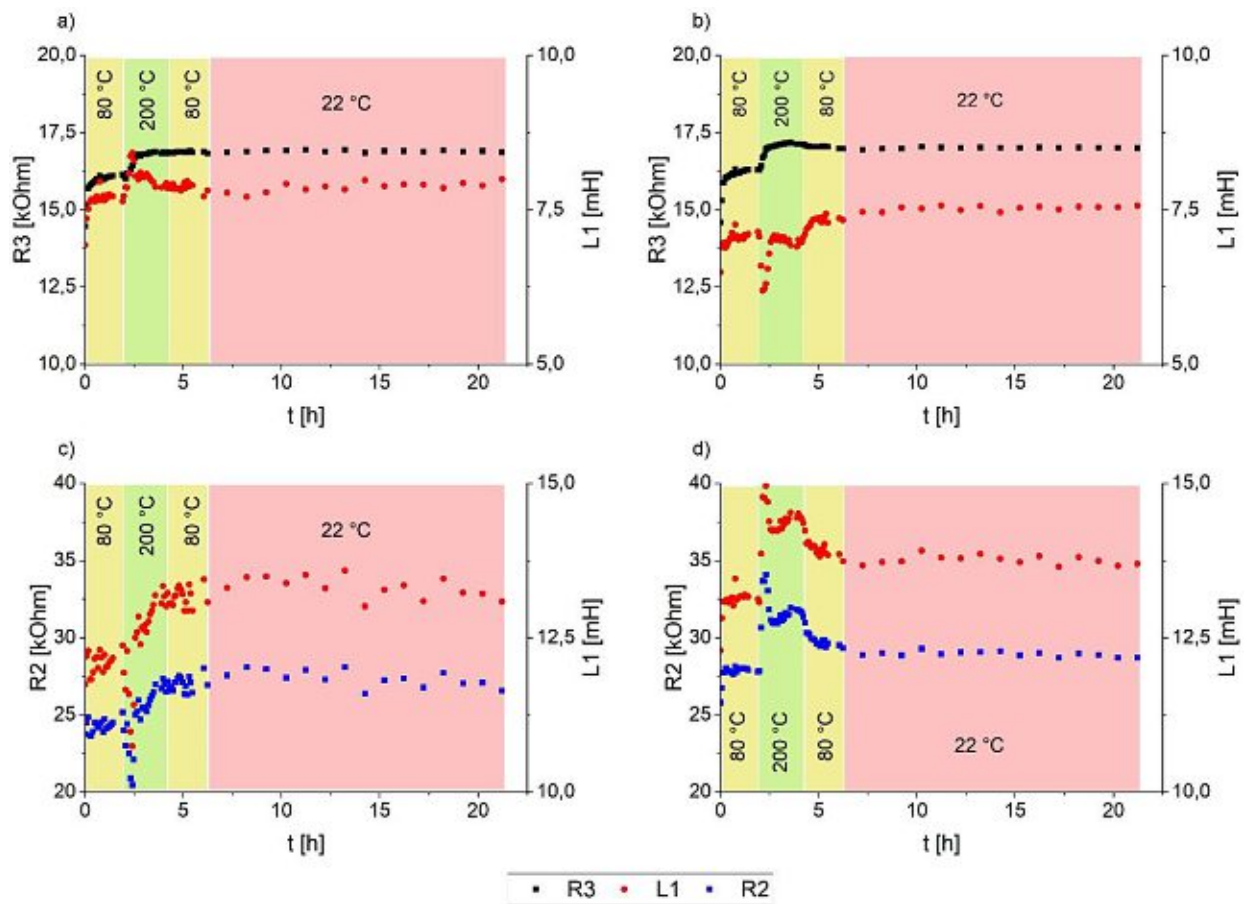 a)
20,0
17,5
15,0
12,5
10,0
R3 [kOhm]
80 °C
200 °C
80 °C
22 °C
10,0
7,5
5,0
L1 [mH]
0
5
10
15
20
t [h]
b)
20,0
17,5
15,0
12,5
10,0
R3 [kOhm]
80 °C
200 °C
80 °C
22 °C
10,0
7,5
5,0
L1 [mH]
0
5
10
15
20
t [h]
c)
40
35
30
25
20
R2 [kOhm]
80 °C
200 °C
80 °C
22 °C
15,0
12,5
10,0
L1 [mH]
0
5
10
15
20
t [h]
d)
40
35
30
25
20
R2 [kOhm]
80 °C
200 °C
80 °C
22 °C
15,0
12,5
10,0
L1 [mH]
0
5
10
15
20
t [h]
R3 L1 R2